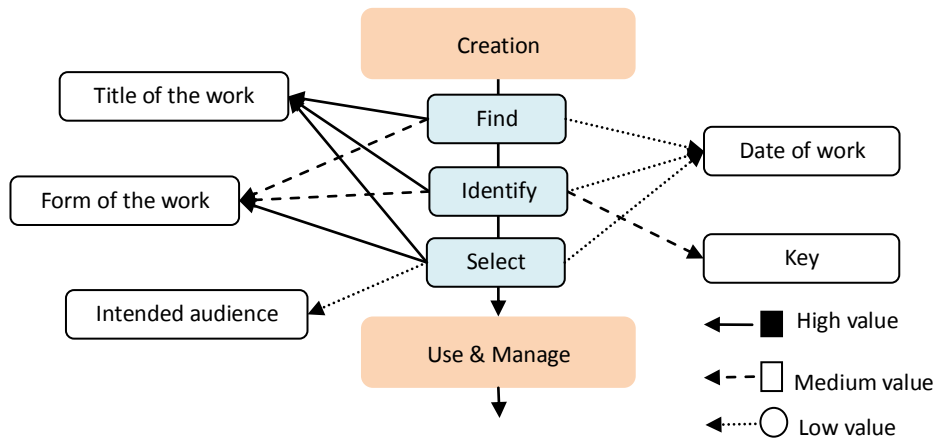 Creation
Title of the work
Find
Date of work
Identify
Form of the work
Select
Key
Intended audience
High value
Use & Manage
Medium value
Low value